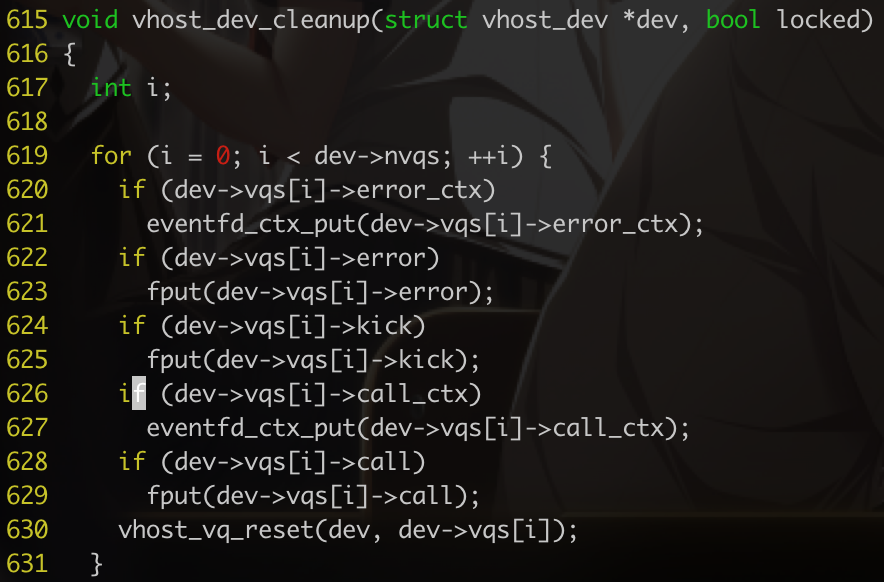 615 void vhost_dev_cleanup(struct vhost_dev *dev, bool locked)
616 {
617   int i;
618
619   for (i = 0; i < dev->nvqs; ++i) {
620     if (dev->vqs[i]->error_ctx)
621       eventfd_ctx_put(dev->vqs[i]->error_ctx);
622     if (dev->vqs[i]->error)
623       fput(dev->vqs[i]->error);
624     if (dev->vqs[i]->kick)
625       fput(dev->vqs[i]->kick);
626     if (dev->vqs[i]->call_ctx)
627       eventfd_ctx_put(dev->vqs[i]->call_ctx);
628     if (dev->vqs[i]->call)
629       fput(dev->vqs[i]->call);
630     vhost_vq_reset(dev, dev->vqs[i]);
631   }